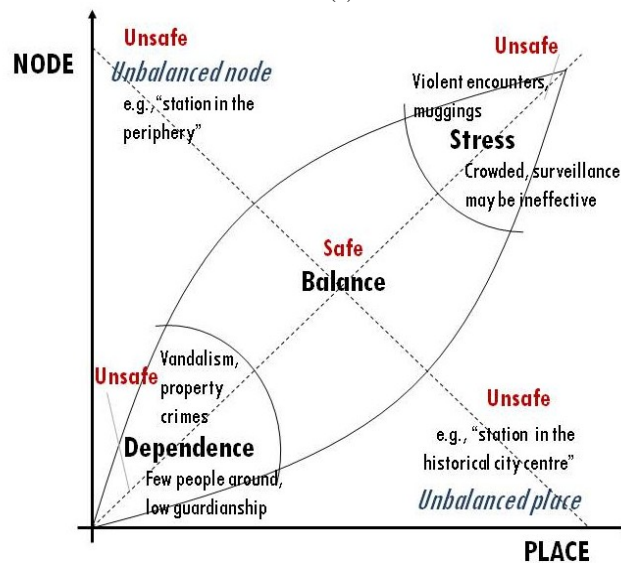 Unsafe
Unsafe
NODE
Unbalanced node
e.g., "station in the
periphery"
Violent encounters,
muggings
Stress
Crowded, surveillance
may be ineffective
Safe
Balance
Vandalism,
Unsafe
property
crimes
Unsafe
Dependence
e.g., "station in the
historical city centre"
Few people around,
low guardianship
Unbalanced place
PLACE